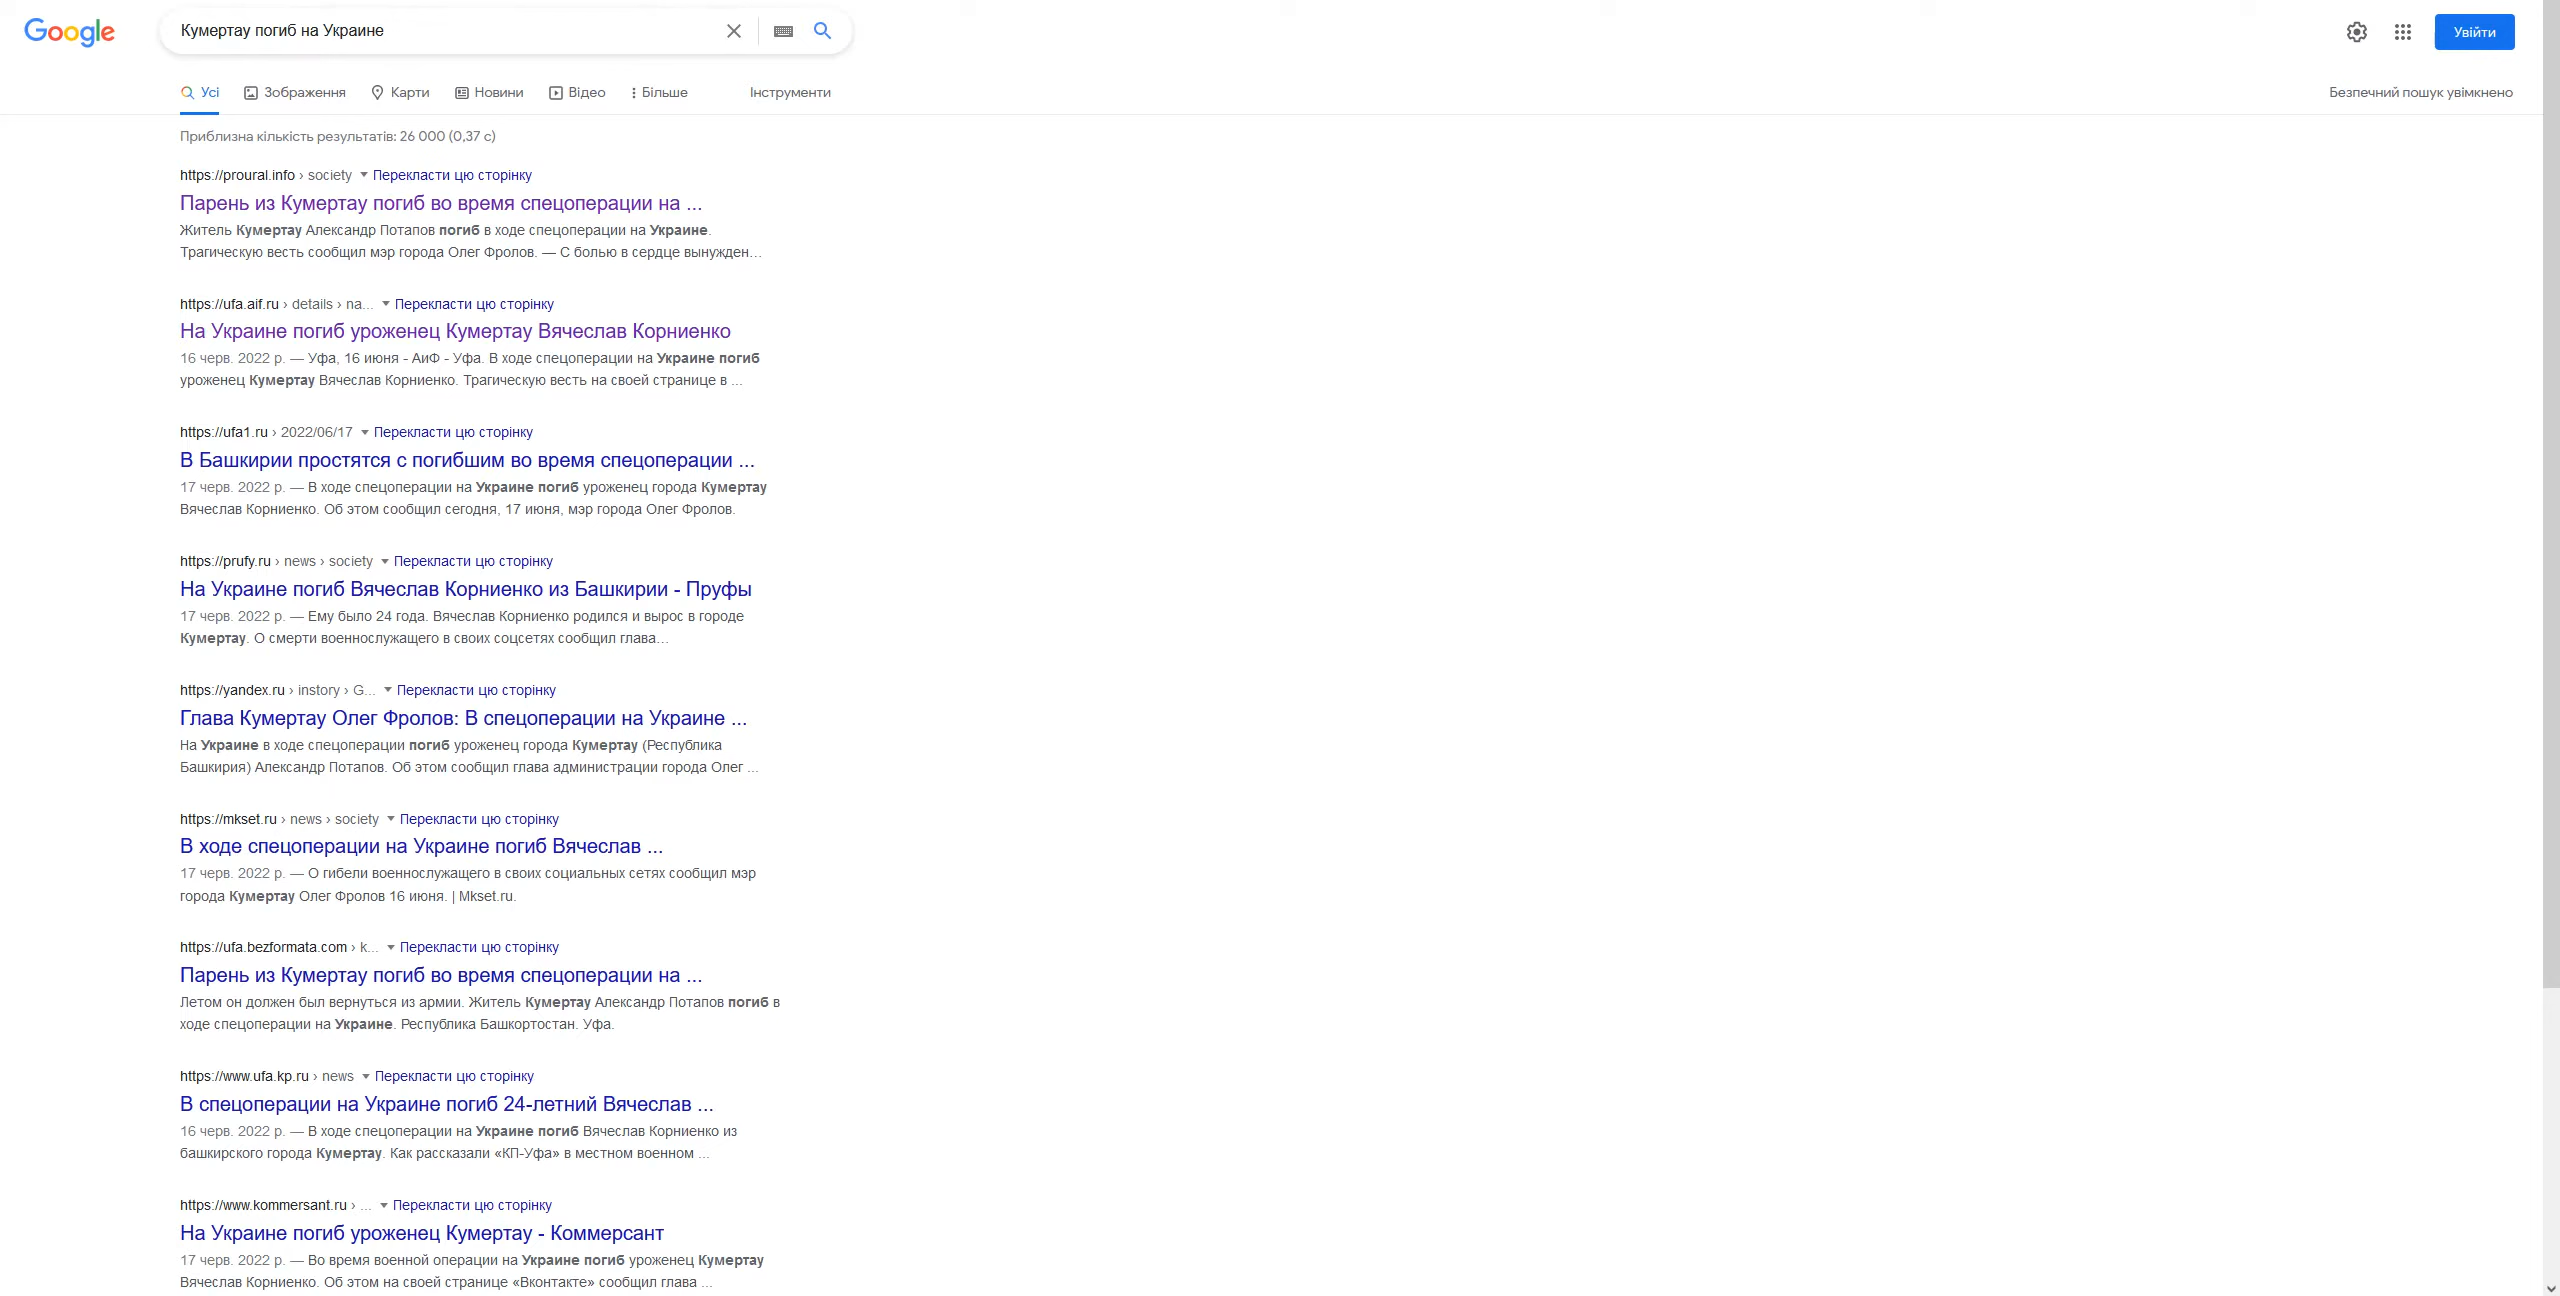 Google
Кумертау погиб на Украине
Увійти
Усі Зображення Карти Новини Відео Більше Інструменти Безпечний пошук увімкнено
Приблизна кількість результатів: 26 000 (0,37 с)
https://proural.info › society Перекласти цю сторінку
Парень из Кумертау погиб во время спецоперации на ...
Житель Кумертау Александр Потапов погиб в ходе спецоперации на Украине.
Трагическую весть сообщил мэр города Олег Фролов. — С болью в сердце вынужден...
https://ufa.aif.ru › details › na... Перекласти цю сторінку
На Украине погиб уроженец Кумертау Вячеслав Корниенко
16 черв. 2022 р. — Уфа, 16 июня - АиФ - Уфа. В ходе спецоперации на Украине погиб
уроженец Кумертау Вячеслав Корниенко. Трагическую весть на своей странице в ...
https://ufa1.ru › 2022/06/17 Перекласти цю сторінку
В Башкирии простятся с погибшим во время спецоперации ...
17 черв. 2022 р. — В ходе спецоперации на Украине погиб уроженец города Кумертау
Вячеслав Корниенко. Об этом сообщил сегодня, 17 июня, мэр города Олег Фролов.
https://prufy.ru › news › society Перекласти цю сторінку
На Украине погиб Вячеслав Корниенко из Башкирии - Пруфы
17 черв. 2022 р. — Ему было 24 года. Вячеслав Корниенко родился и вырос в городе
Кумертау. О смерти военнослужащего в своих соцсетях сообщил глава...
https://yandex.ru › instory › G... Перекласти цю сторінку
Глава Кумертау Олег Фролов: В спецоперации на Украине ...
На Украине в ходе спецоперации погиб уроженец города Кумертау (Республика
Башкирия) Александр Потапов. Об этом сообщил глава администрации города Олег ...
https://mkset.ru › news › society Перекласти цю сторінку
В ходе спецоперации на Украине погиб Вячеслав ...
17 черв. 2022 р. — О гибели военнослужащего в своих социальных сетях сообщил мэр
города Кумертау Олег Фролов 16 июня. | Mkset.ru.
https://ufa.bezformata.com › k... Перекласти цю сторінку
Парень из Кумертау погиб во время спецоперации на ...
Летом он должен был вернуться из армии. Житель Кумертау Александр Потапов погиб в
ходе спецоперации на Украине. Республика Башкортостан. Уфа.
https://www.ufa.kp.ru › news Перекласти цю сторінку
В спецоперации на Украине погиб 24-летний Вячеслав ...
16 черв. 2022 р. — В ходе спецоперации на Украине погиб Вячеслав Корниенко из
башкирского города Кумертау. Как рассказали «КП-Уфа» в местном военном ...
https://www.kommersant.ru › ... Перекласти цю сторінку
На Украине погиб уроженец Кумертау - Коммерсант
17 черв. 2022 р. — Во время военной операции на Украине погиб уроженец Кумертау
Вячеслав Корниенко. Об этом на своей странице «Вконтакте» сообщил глава ...